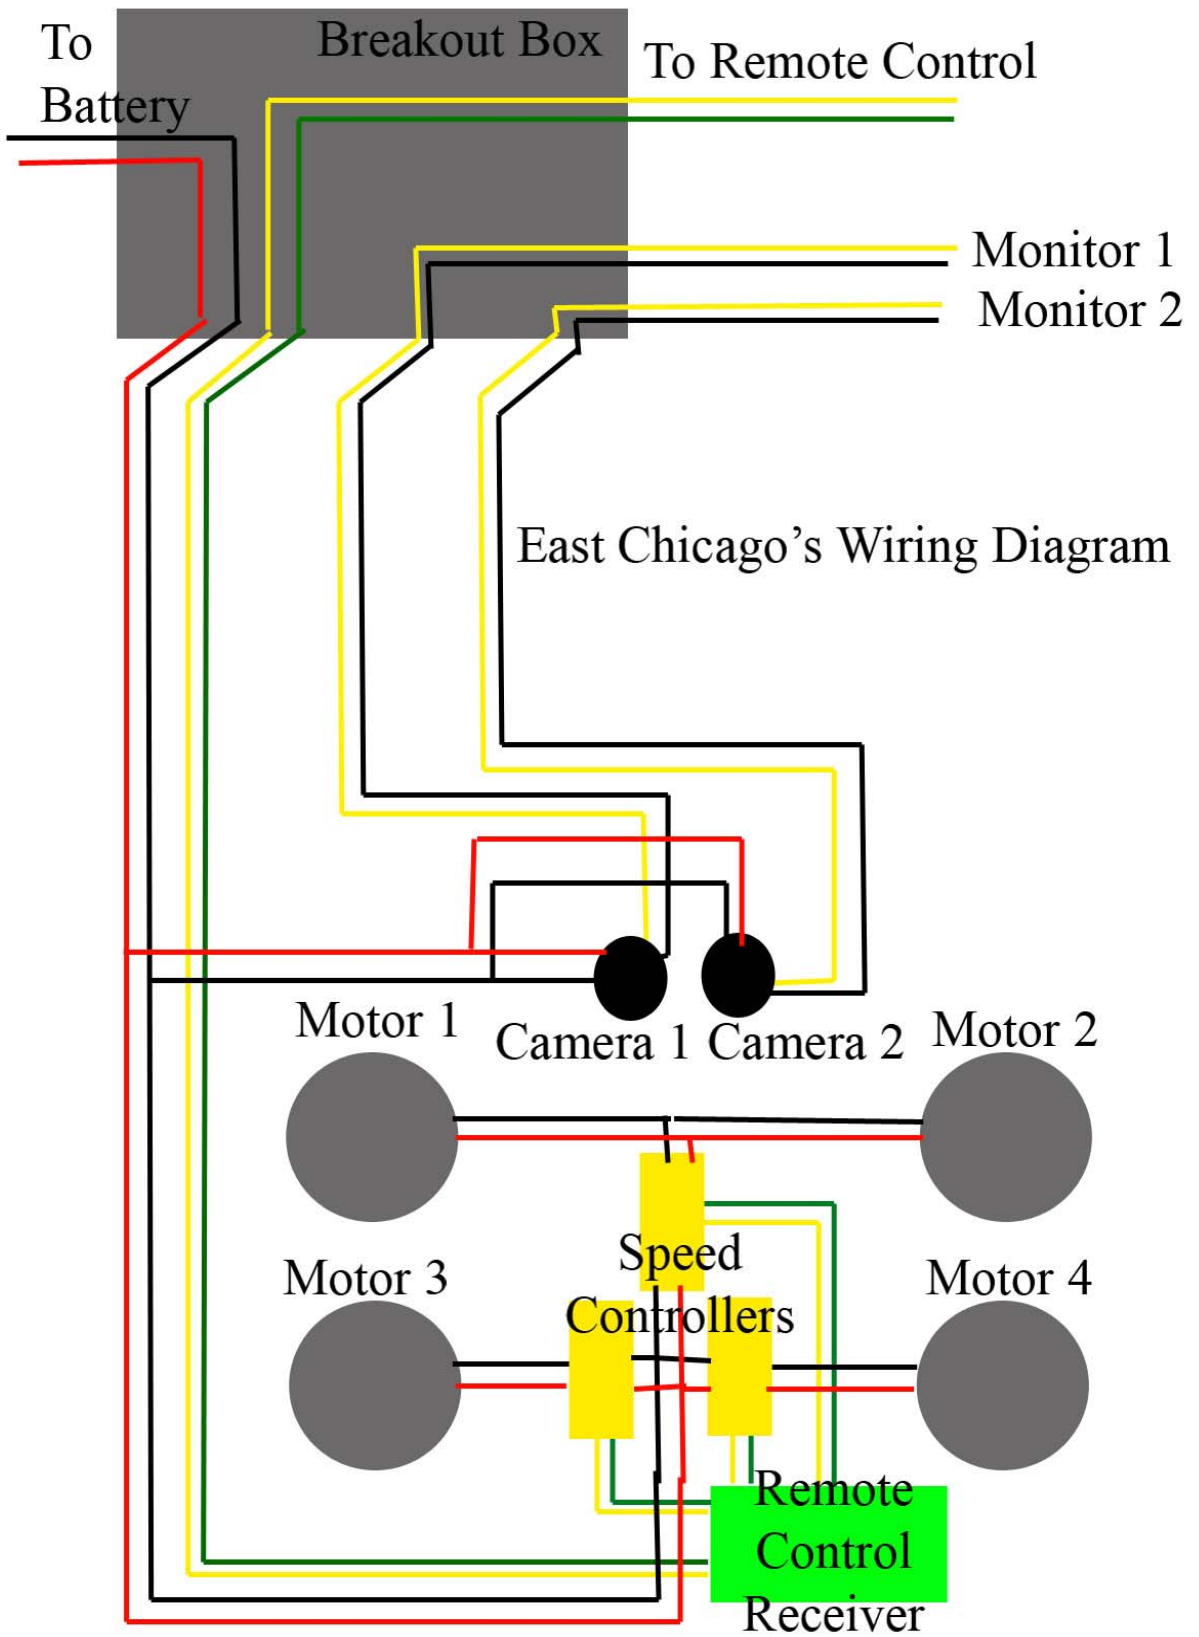 To
Battery
Breakout Box
To Remote Control
Monitor 1
Monitor 2
East Chicago’s Wiring Diagram
Motor 1
Camera 1
Camera 2
Motor 2
Speed
Controllers
Motor 3
Motor 4
Remote
Control
Receiver